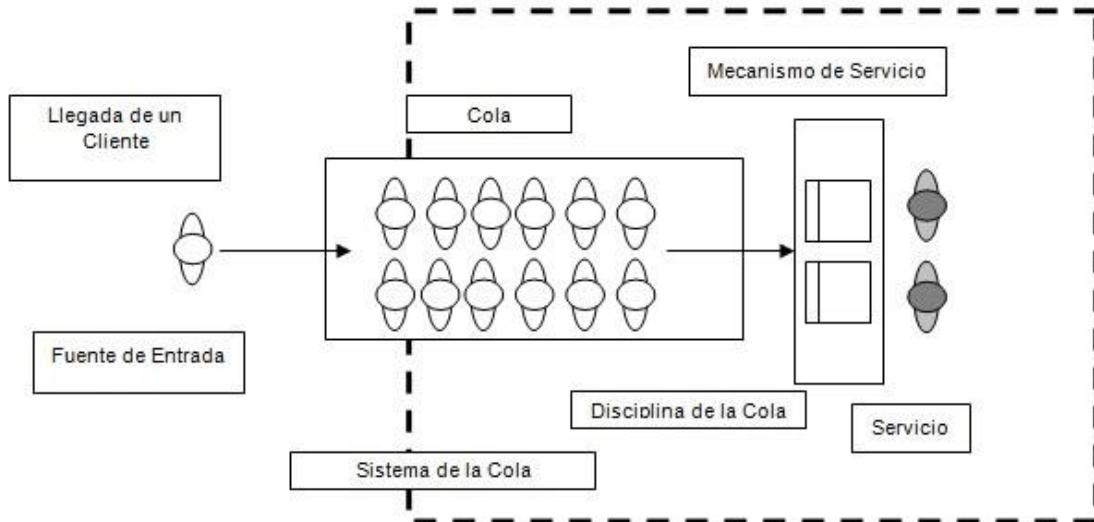 Mecanismo de Servicio
Llegada de un
Cliente
Cola
Fuente de Entrada
Disciplina de la Cola
Servicio
Sistema de la Cola